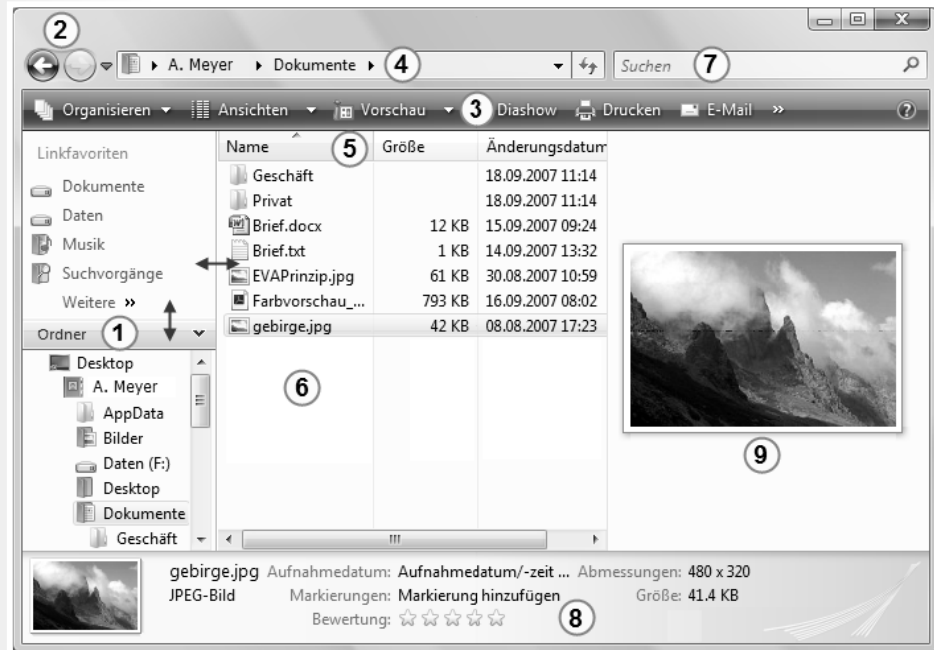 2
A. Meyer Dokumente 4 Suchen 7
Organisieren Ansichten Vorschau 3 Diashow Drucken E-Mail » ?
Linkfavoriten
Dokumente
Daten
Musik
Suchvorgänge
Weitere »
Ordner 1
Desktop
A. Meyer
AppData
Bilder
Daten (F:)
Desktop
Dokumente
Geschäft
Name 5 Größe Änderungsdatum
Geschäft 18.09.2007 11:14
Privat 18.09.2007 11:14
Brief.docx 12 KB 15.09.2007 09:24
Brief.txt 1 KB 14.09.2007 13:32
EVAPrinzip.jpg 61 KB 30.08.2007 10:59
Farbvorschau_... 793 KB 16.09.2007 08:02
gebirge.jpg 42 KB 08.08.2007 17:23
6
9
gebirge.jpg Aufnahmedatum: Aufnahmedatum/-zeit ... Abmessungen: 480 x 320
JPEG-Bild Markierungen: Markierung hinzufügen Größe: 41.4 KB
Bewertung: 8